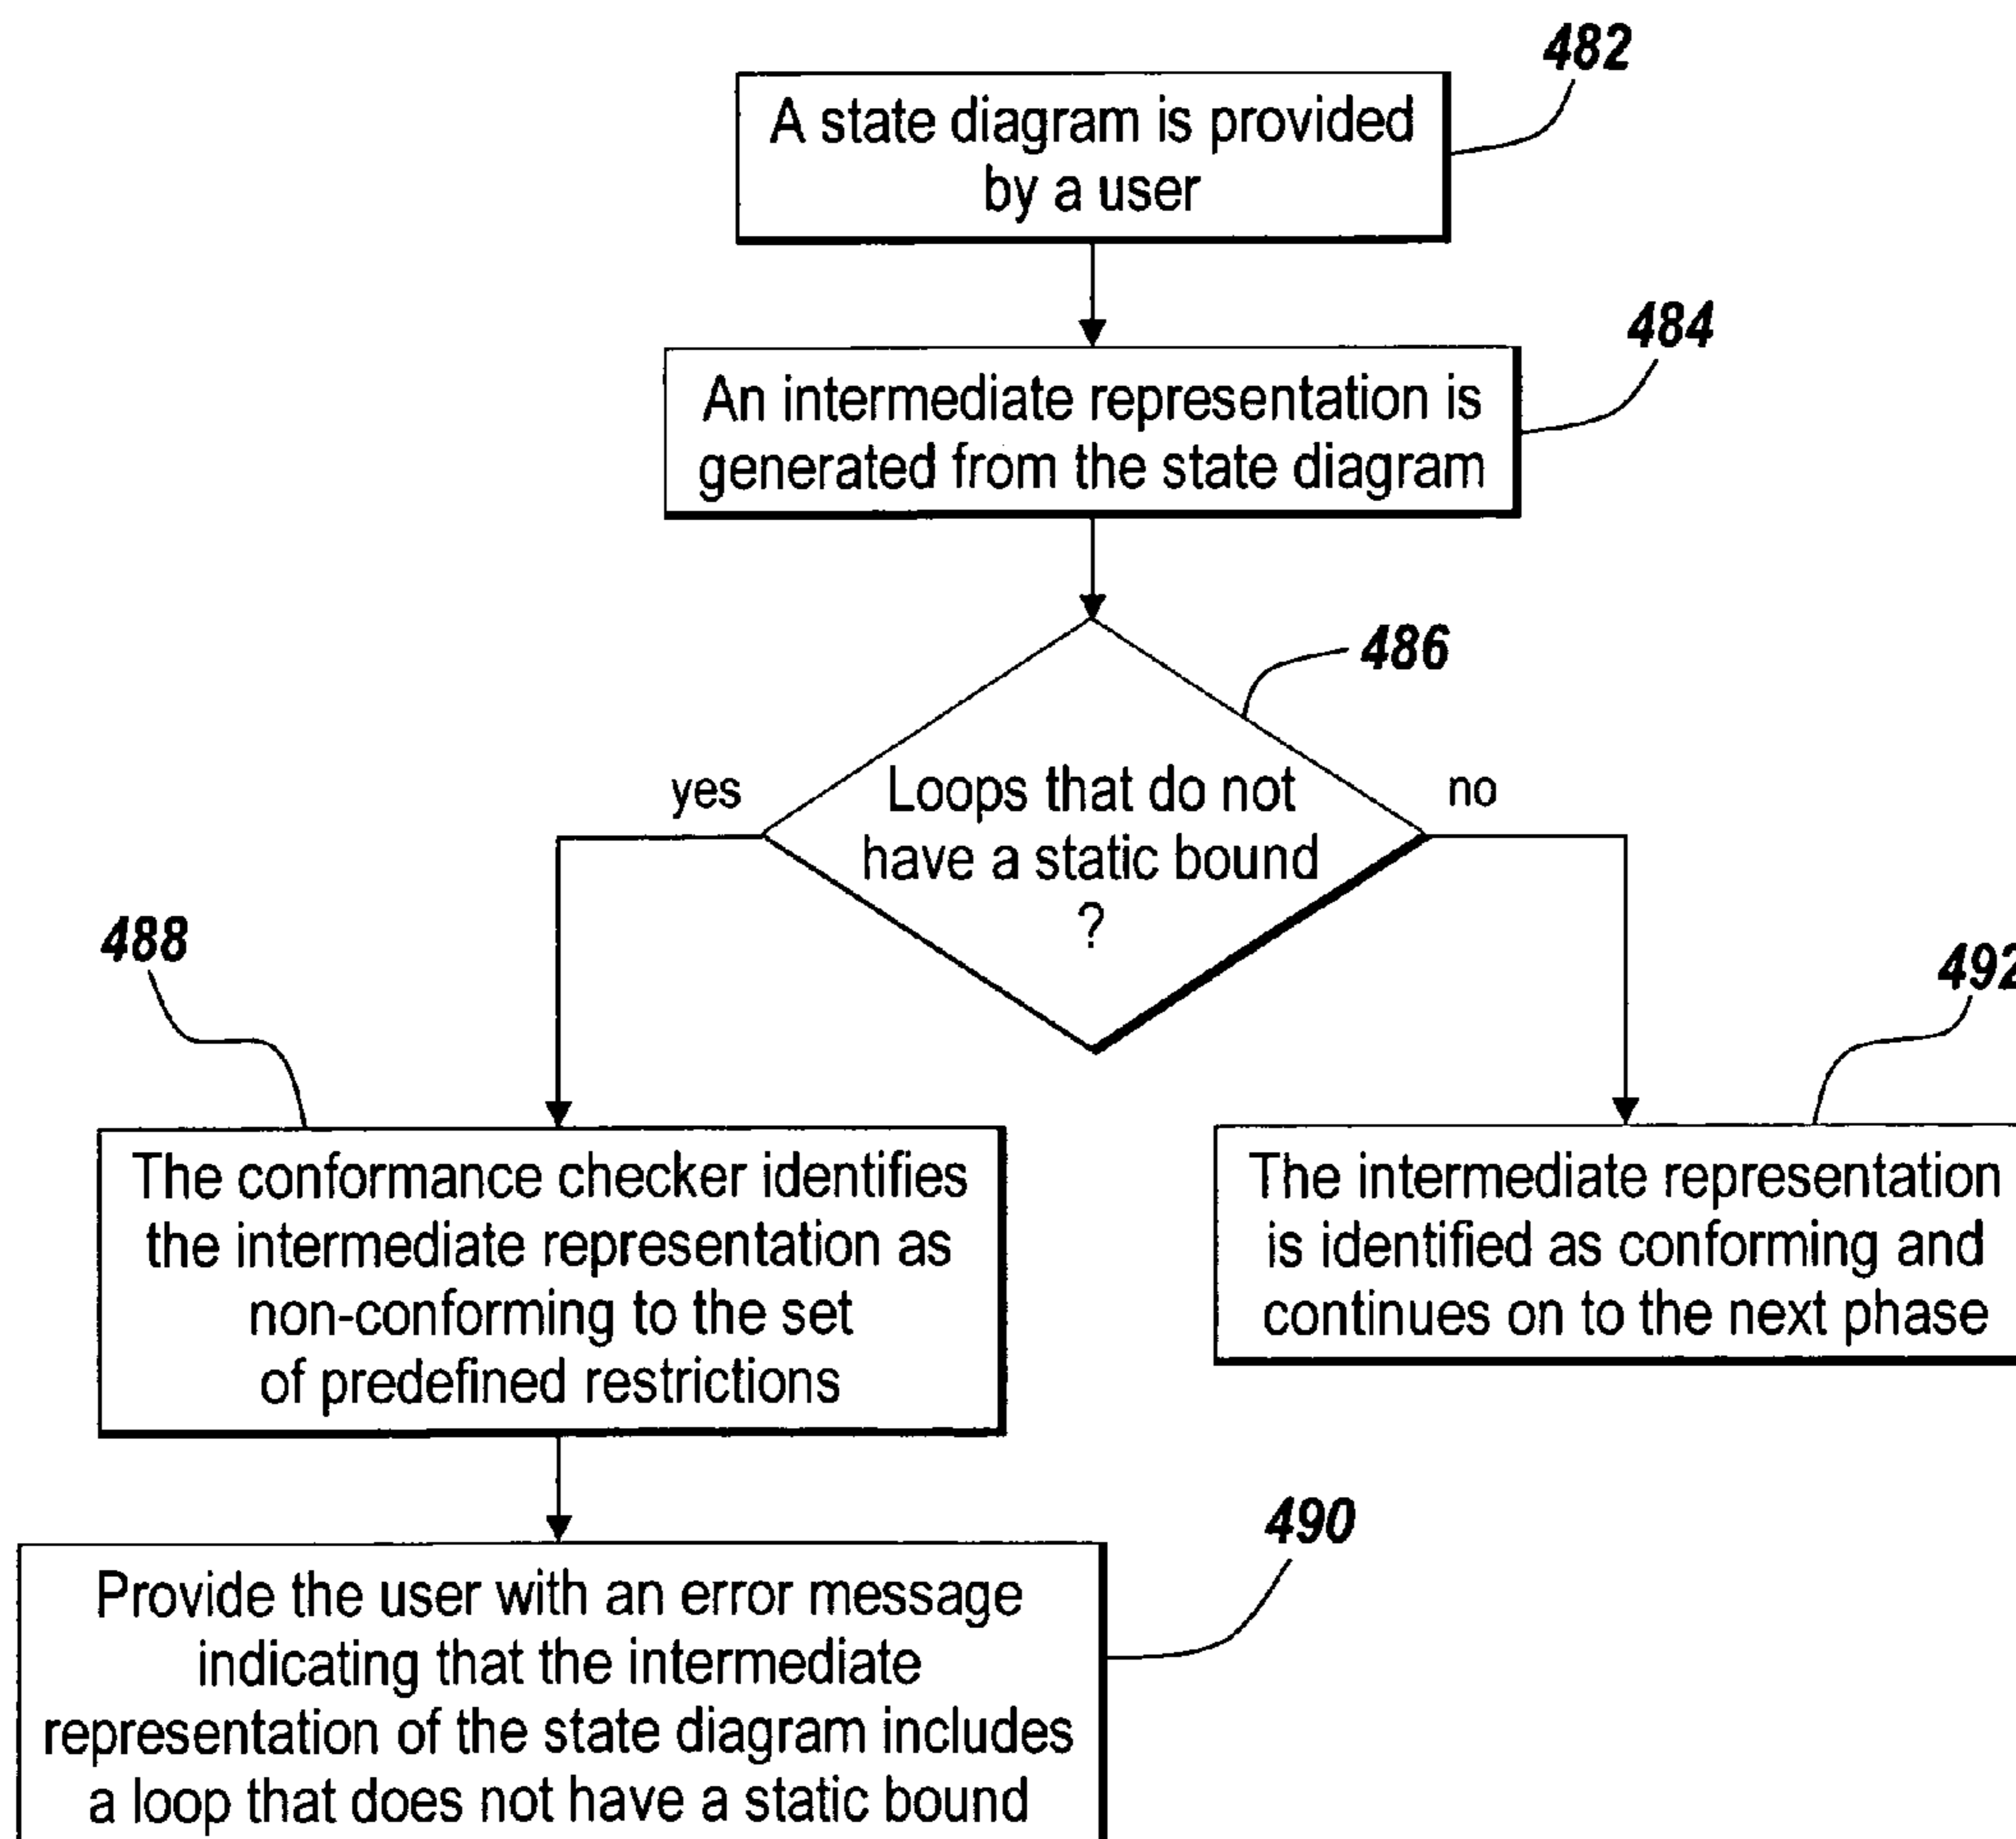 482
A state diagram is provided
by a user
484
An intermediate representation is
generated from the state diagram
486
yes
Loops that do not
have a static bound
?
no
488
492
The conformance checker identifies
the intermediate representation as
non-conforming to the set
of predefined restrictions
The intermediate representation
is identified as conforming and
continues on to the next phase
490
Provide the user with an error message
indicating that the intermediate
representation of the state diagram includes
a loop that does not have a static bound